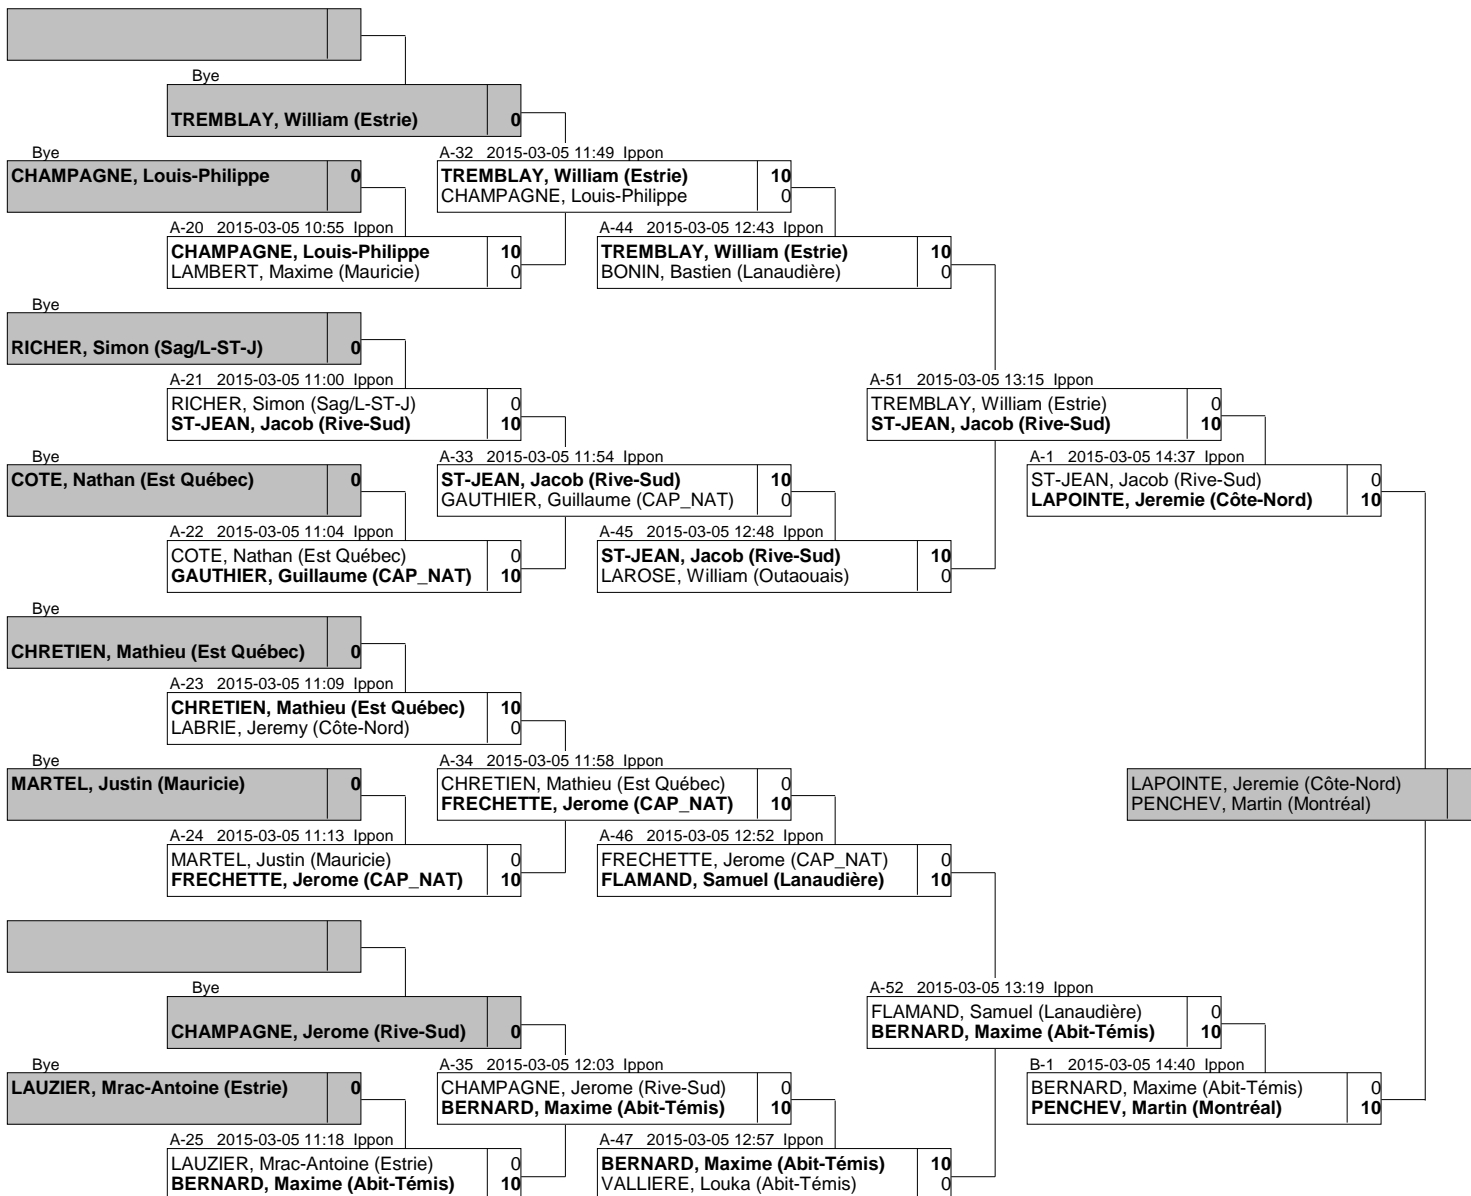 Bye
TREMBLAY, William (Estrie) 0
Bye
CHAMPAGNE, Louis-Philippe 0
A-32 2015-03-05 11:49 Ippon
TREMBLAY, William (Estrie) 10
CHAMPAGNE, Louis-Philippe 0
A-20 2015-03-05 10:55 Ippon
CHAMPAGNE, Louis-Philippe 10
LAMBERT, Maxime (Mauricie) 0
A-44 2015-03-05 12:43 Ippon
TREMBLAY, William (Estrie) 10
BONIN, Bastien (Lanaudière) 0
Bye
RICHER, Simon (Sag/L-ST-J) 0
A-21 2015-03-05 11:00 Ippon
RICHER, Simon (Sag/L-ST-J) 0
ST-JEAN, Jacob (Rive-Sud) 10
A-51 2015-03-05 13:15 Ippon
TREMBLAY, William (Estrie) 0
ST-JEAN, Jacob (Rive-Sud) 10
Bye
COTE, Nathan (Est Québec) 0
A-33 2015-03-05 11:54 Ippon
ST-JEAN, Jacob (Rive-Sud) 10
GAUTHIER, Guillaume (CAP_NAT) 0
A-1 2015-03-05 14:37 Ippon
ST-JEAN, Jacob (Rive-Sud) 0
LAPOINTE, Jeremie (Côte-Nord) 10
A-22 2015-03-05 11:04 Ippon
COTE, Nathan (Est Québec) 0
GAUTHIER, Guillaume (CAP_NAT) 10
A-45 2015-03-05 12:48 Ippon
ST-JEAN, Jacob (Rive-Sud) 10
LAROSE, William (Outaouais) 0
Bye
CHRETIEN, Mathieu (Est Québec) 0
A-23 2015-03-05 11:09 Ippon
CHRETIEN, Mathieu (Est Québec) 10
LABRIE, Jeremy (Côte-Nord) 0
Bye
MARTEL, Justin (Mauricie) 0
A-34 2015-03-05 11:58 Ippon
CHRETIEN, Mathieu (Est Québec) 0
FRECHETTE, Jerome (CAP_NAT) 10
LAPOINTE, Jeremie (Côte-Nord)
PENCHEV, Martin (Montréal)
A-24 2015-03-05 11:13 Ippon
MARTEL, Justin (Mauricie) 0
FRECHETTE, Jerome (CAP_NAT) 10
A-46 2015-03-05 12:52 Ippon
FRECHETTE, Jerome (CAP_NAT) 0
FLAMAND, Samuel (Lanaudière) 10
Bye
CHAMPAGNE, Jerome (Rive-Sud) 0
A-52 2015-03-05 13:19 Ippon
FLAMAND, Samuel (Lanaudière) 0
BERNARD, Maxime (Abit-Témis) 10
Bye
LAUZIER, Mrac-Antoine (Estrie) 0
A-35 2015-03-05 12:03 Ippon
CHAMPAGNE, Jerome (Rive-Sud) 0
BERNARD, Maxime (Abit-Témis) 10
B-1 2015-03-05 14:40 Ippon
BERNARD, Maxime (Abit-Témis) 0
PENCHEV, Martin (Montréal) 10
A-25 2015-03-05 11:18 Ippon
LAUZIER, Mrac-Antoine (Estrie) 0
BERNARD, Maxime (Abit-Témis) 10
A-47 2015-03-05 12:57 Ippon
BERNARD, Maxime (Abit-Témis) 10
VALLIERE, Louka (Abit-Témis) 0